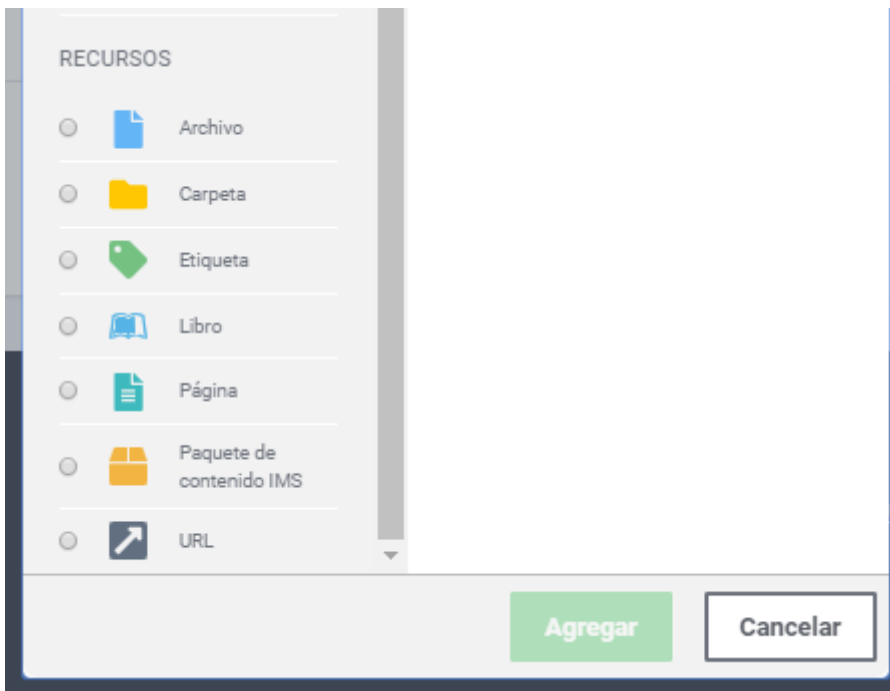 RECURSOS
Archivo
Carpeta
Etiqueta
Libro
Página
Paquete de
contenido IMS
URL
Agregar
Cancelar